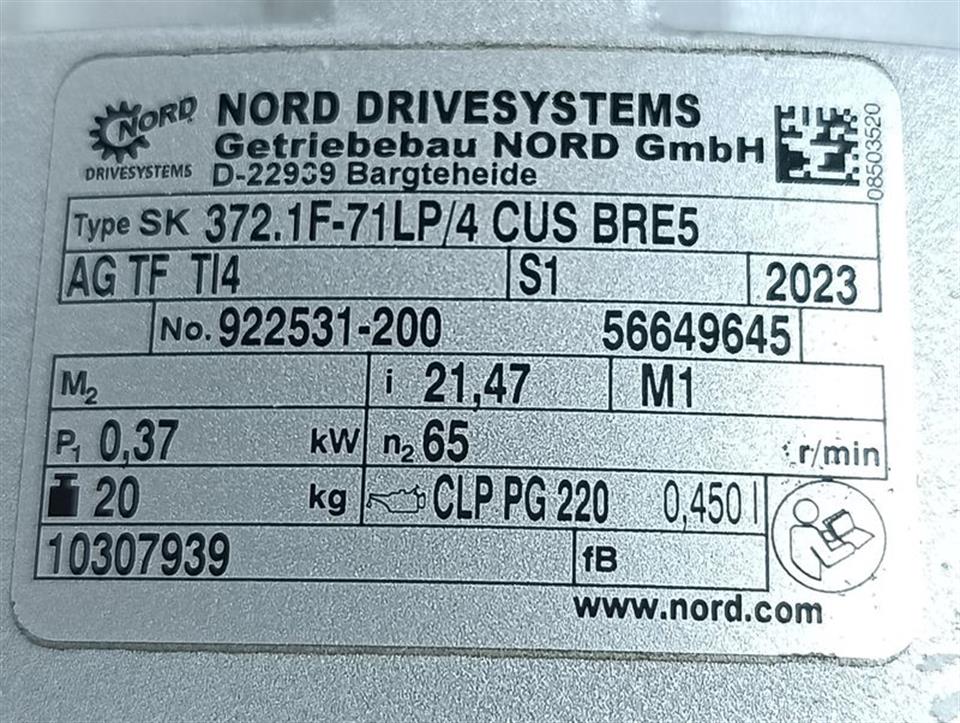 NORD
DRIVESYSTEMS
NORD DRIVESYSTEMS
Getriebebau NORD GmbH
D-22939 Bargteheide
08503520
Type SK 372.1F-71LP/4 CUS BRE5
AG TF TI4 S1 2023
No. 922531-200 56649645
M2 i 21,47 M1
P1 0,37 kW n2 65 r/min
20 kg CLP PG 220 0,450 l
10307939 fB
www.nord.com